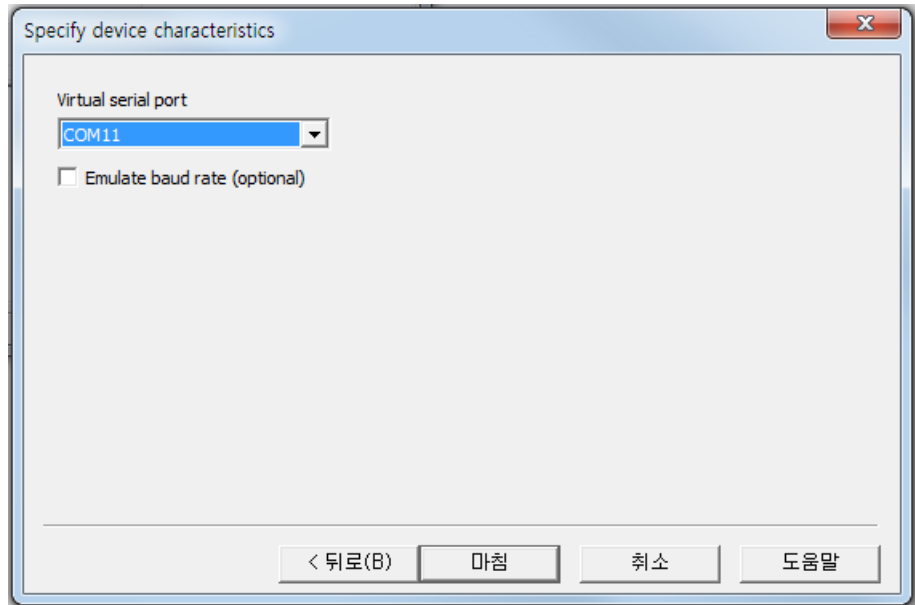 Specify device characteristics
Virtual serial port
COM11
Emulate baud rate (optional)
< 뒤로(B) 마침 취소 도움말